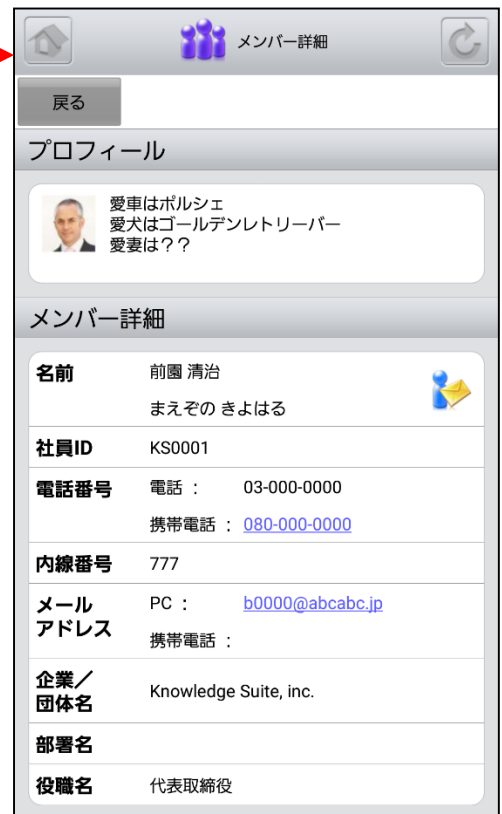 メンバー詳細
戻る
プロフィール
愛車はポルシェ
愛犬はゴールデンレトリーバー
愛妻は？？
メンバー詳細
名前 前園 清治
まえぞの きよはる
社員ID KS0001
電話番号 電話 : 03-000-0000
携帯電話 : 080-000-0000
内線番号 777
メール
アドレス
PC : b0000@abcabc.jp
携帯電話 :
企業／
団体名
Knowledge Suite, inc.
部署名
役職名 代表取締役